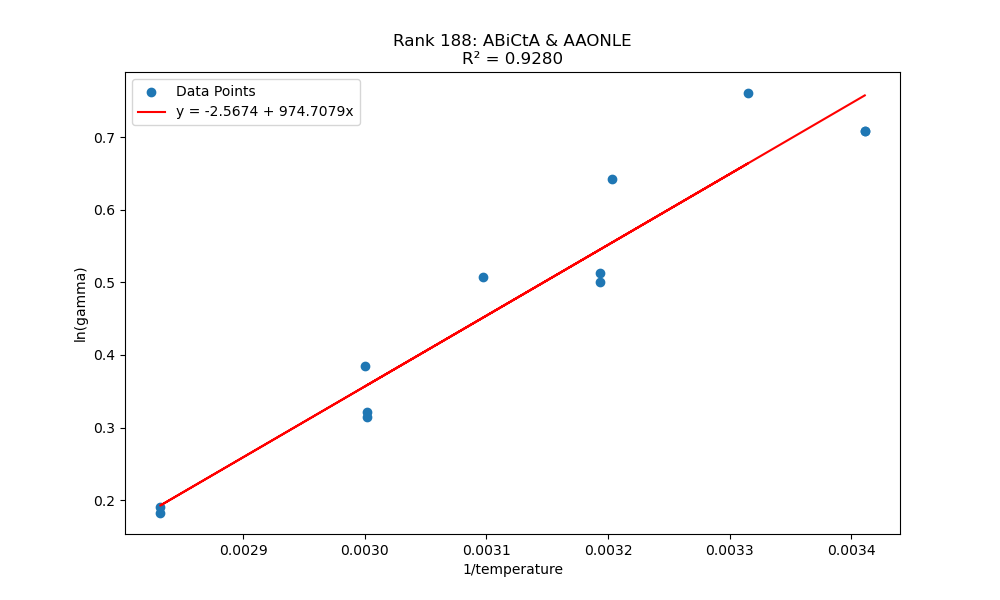 Rank 188: ABiCtA & AAONLE
R² = 0.9280
Data Points
y = -2.5674 + 974.7079x
0.7
0.6
0.5
0.4
0.3
0.2
ln(gamma)
0.0029
0.0030
0.0031
0.0032
0.0033
0.0034
1/temperature